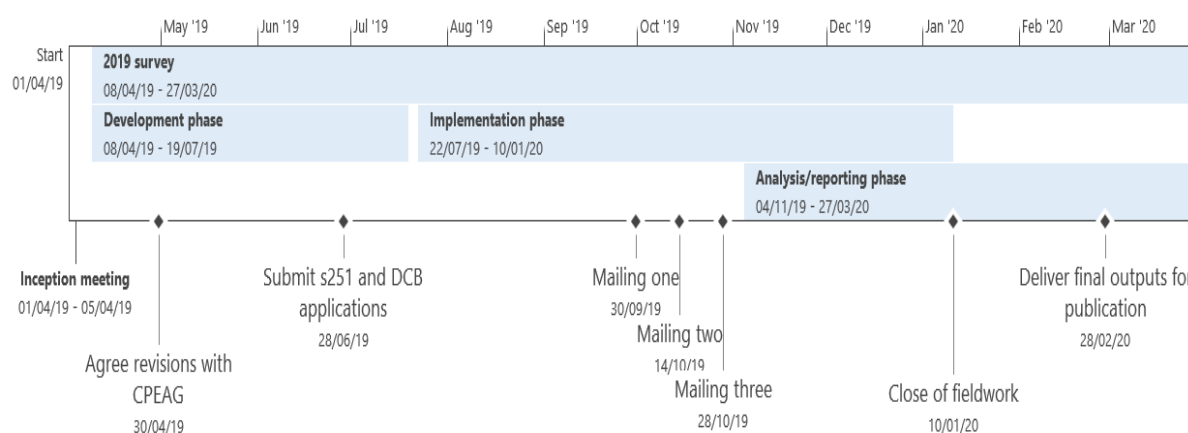 May '19
Jun '19
Jul '19
Aug '19
Sep '19
Oct '19
Nov '19
Dec '19
Jan '20
Feb '20
Mar '20
Start
01/04/19
2019 survey
08/04/19 - 27/03/20
Development phase
08/04/19 - 19/07/19
Implementation phase
22/07/19 - 10/01/20
Analysis/reporting phase
04/11/19 - 27/03/20
Inception meeting
01/04/19 - 05/04/19
Agree revisions with
CPEAG
30/04/19
Submit s251 and DCB
applications
28/06/19
Mailing one
30/09/19
Mailing two
14/10/19
Mailing three
28/10/19
Close of fieldwork
10/01/20
Deliver final outputs for
publication
28/02/20